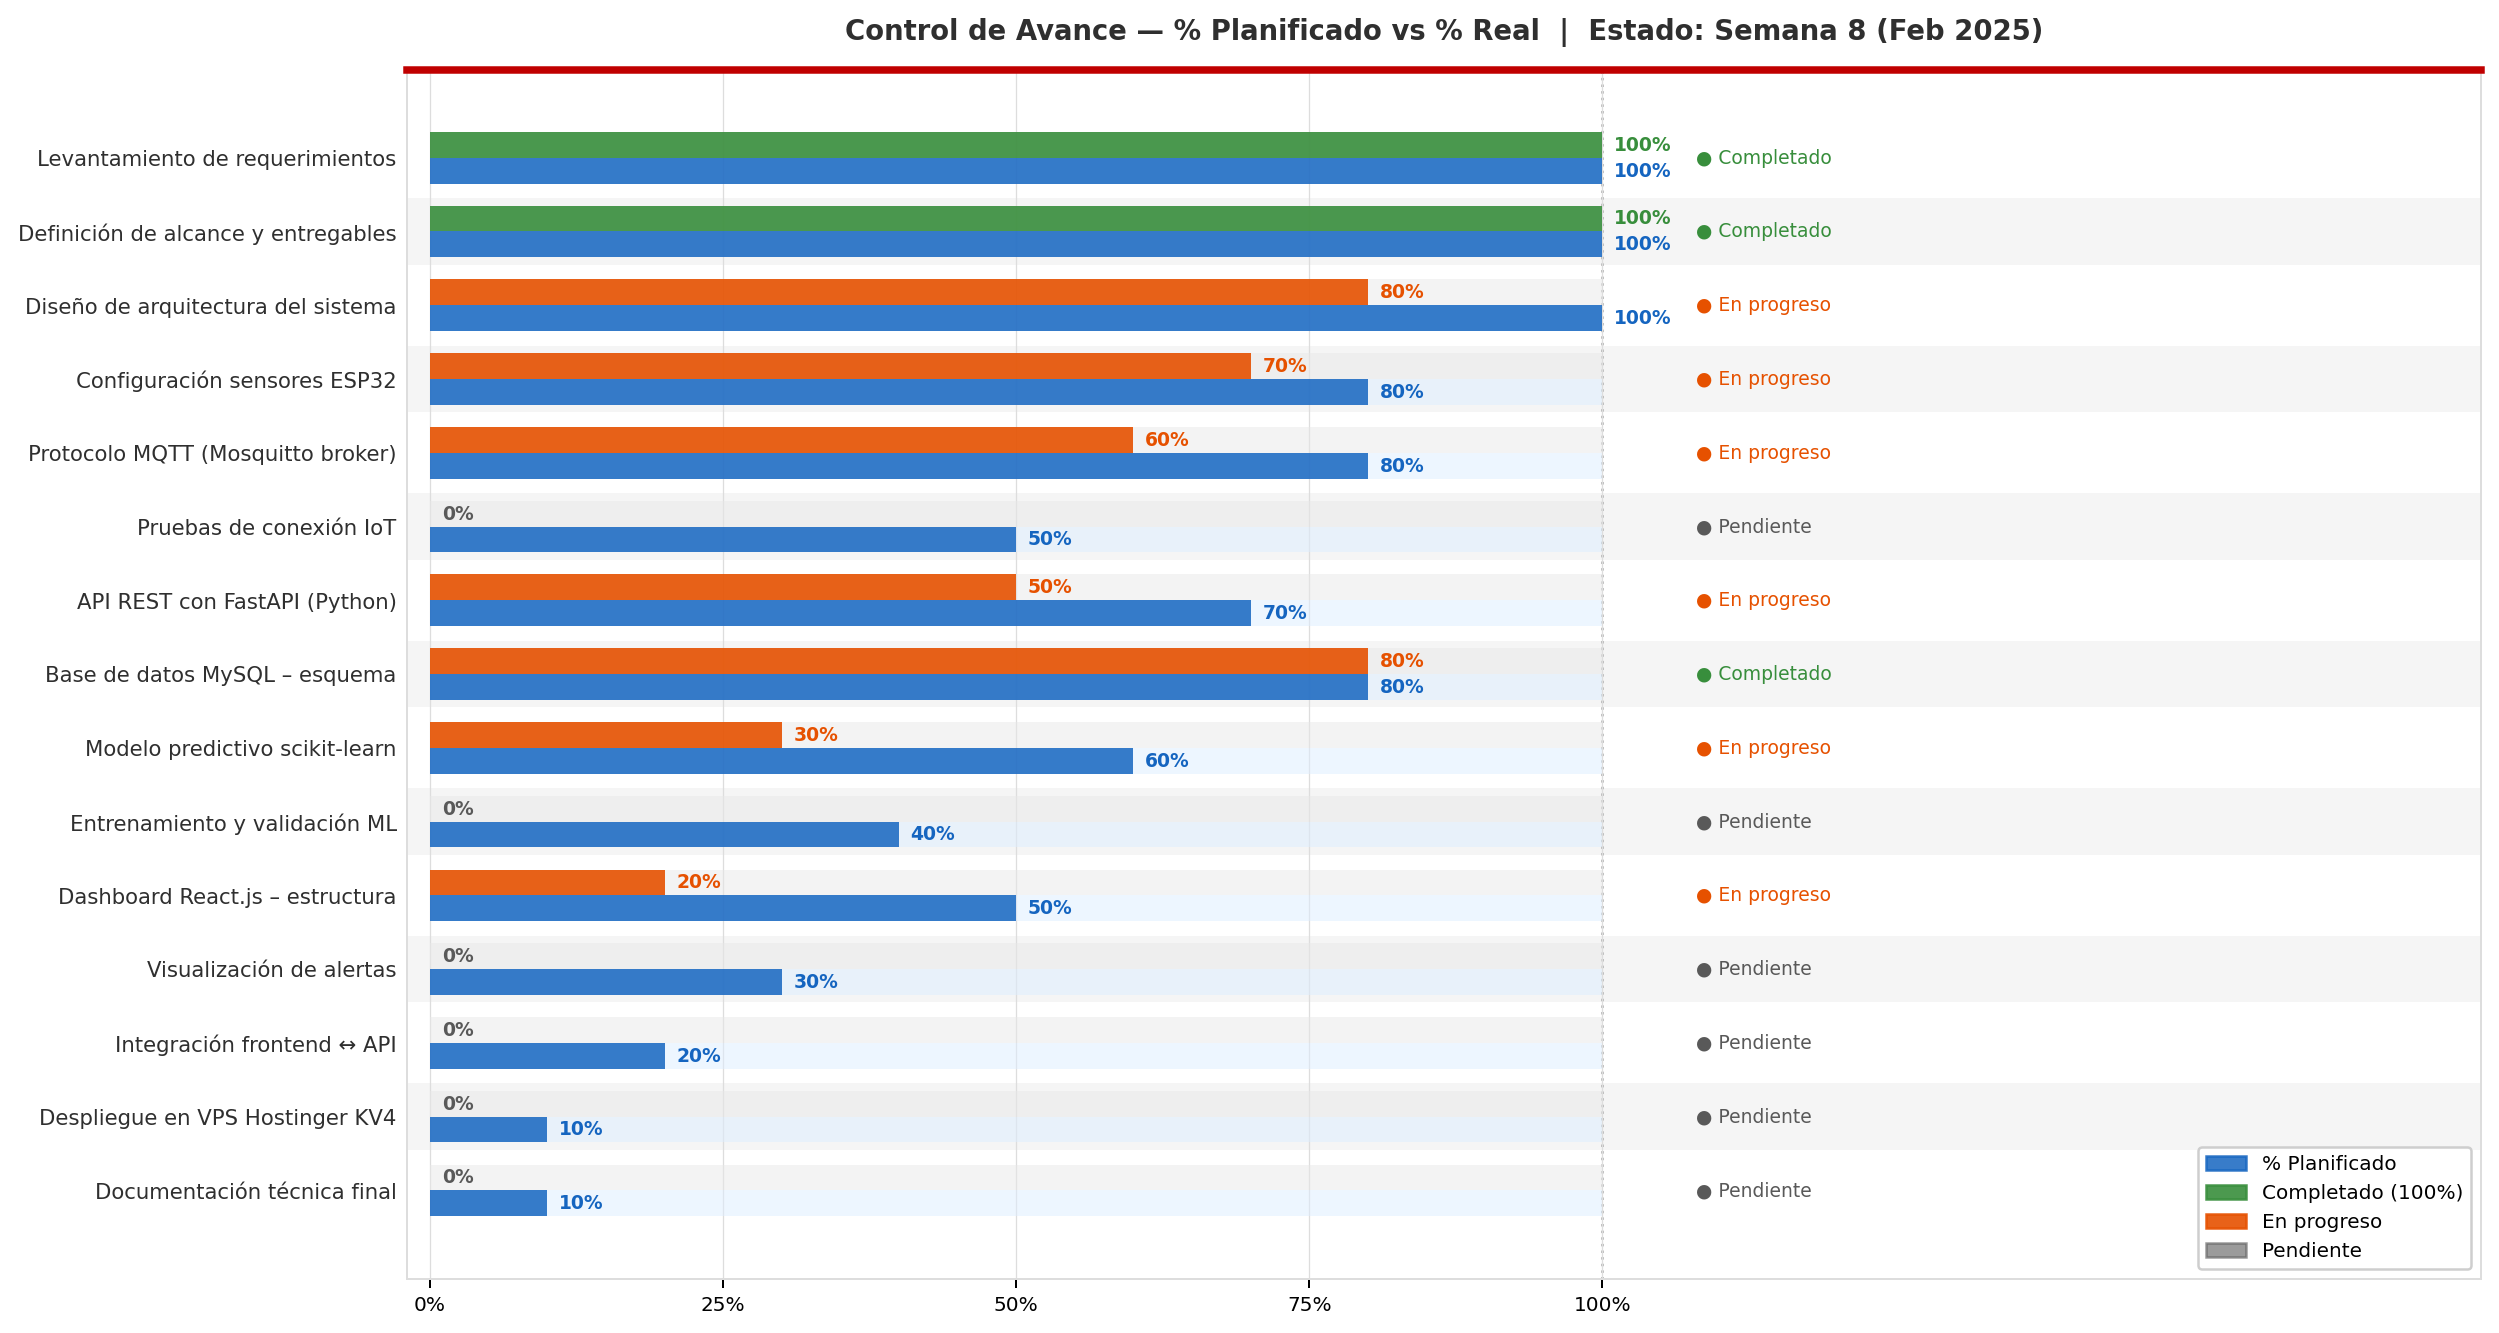 Control de Avance — % Planificado vs % Real | Estado: Semana 8 (Feb 2025)
Levantamiento de requerimientos
100%
100%
● Completado
Definición de alcance y entregables
100%
100%
● Completado
Diseño de arquitectura del sistema
80%
100%
● En progreso
Configuración sensores ESP32
70%
80%
● En progreso
Protocolo MQTT (Mosquitto broker)
60%
80%
● En progreso
Pruebas de conexión IoT
0%
50%
● Pendiente
API REST con FastAPI (Python)
50%
70%
● En progreso
Base de datos MySQL – esquema
80%
80%
● Completado
Modelo predictivo scikit-learn
30%
60%
● En progreso
Entrenamiento y validación ML
0%
40%
● Pendiente
Dashboard React.js – estructura
20%
50%
● En progreso
Visualización de alertas
0%
30%
● Pendiente
Integración frontend ↔ API
0%
20%
● Pendiente
Despliegue en VPS Hostinger KV4
0%
10%
● Pendiente
Documentación técnica final
0%
10%
● Pendiente
% Planificado
Completado (100%)
En progreso
Pendiente
0%
25%
50%
75%
100%